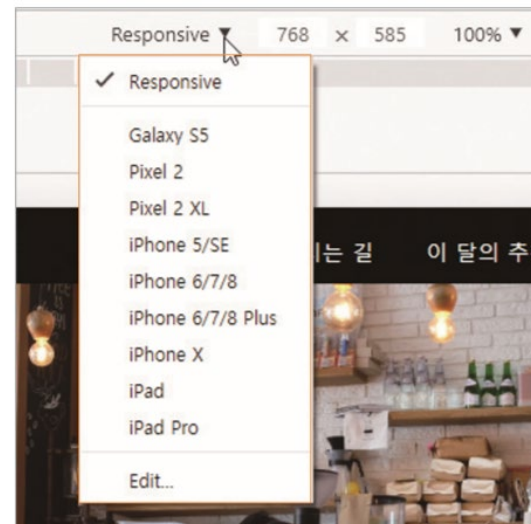 Responsive ▼ 768 × 585 100% ▼
✓ Responsive
Galaxy S5
Pixel 2
Pixel 2 XL
iPhone 5/SE
는 길 이 달의 추
iPhone 6/7/8
iPhone 6/7/8 Plus
iPhone X
iPad
iPad Pro
Edit...